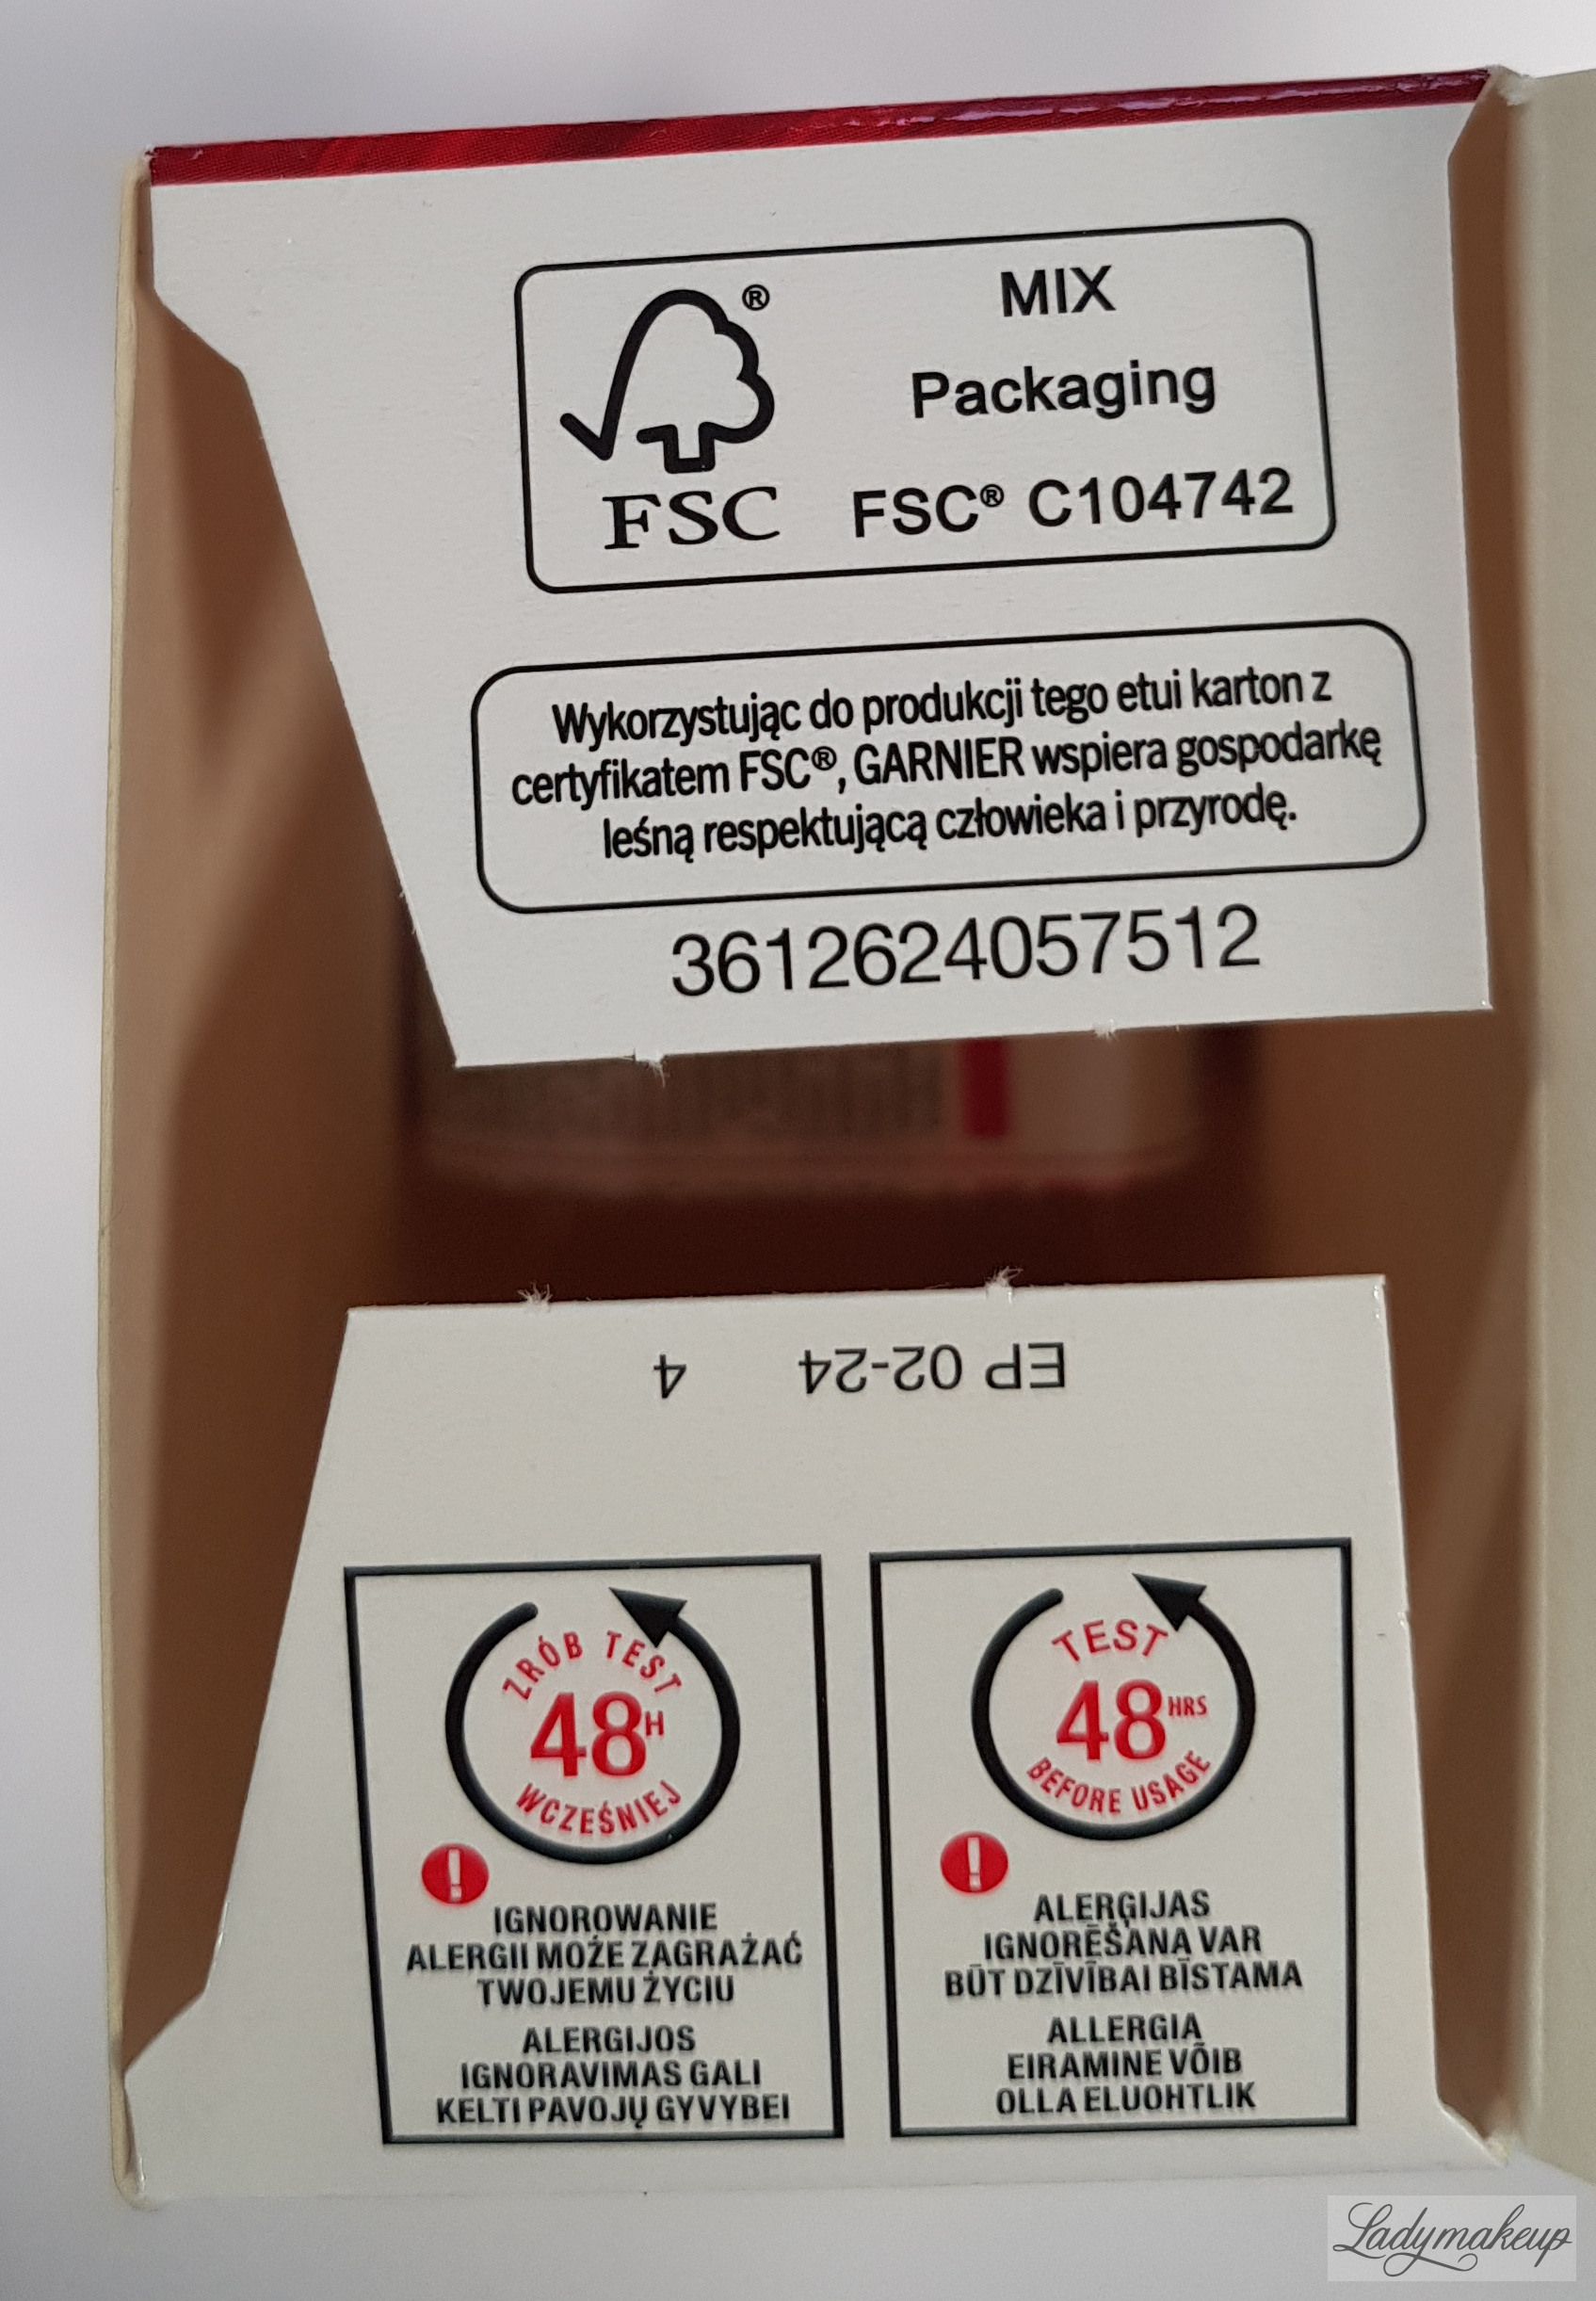 ®
FSC
MIX
Packaging
FSC® C104742
Wykorzystując do produkcji tego etui karton z
certyfikatem FSC®, GARNIER wspiera gospodarkę
leśną respektującą człowieka i przyrodę.
3612624057512
EP 02-24 4
ZRÓB TEST
48H
WCZEŚNIEJ
!
IGNOROWANIE
ALERGII MOŻE ZAGRAŻAĆ
TWOJEMU ŻYCIU
ALERGIJOS
IGNORAVIMAS GALI
KELTI PAVOJŲ GYVYBEI
TEST
48HRS
BEFORE USAGE
!
ALERĢIJAS
IGNORĒŠANA VAR
BŪT DZĪVĪBAI BĪSTAMA
ALLERGIA
EIRAMINE VÕIB
OLLA ELUOHTLIK
Ladymakeup